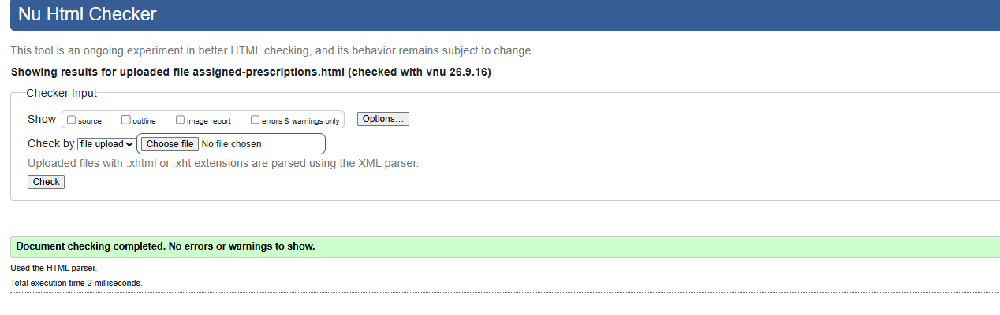 Nu Html Checker
This tool is an ongoing experiment in better HTML checking, and its behavior remains subject to change
Showing results for uploaded file assigned-prescriptions.html (checked with vnu 26.9.16)
Checker Input
Show source outline image report errors & warnings only Options...
Check by file upload Choose file No file chosen
Uploaded files with .xhtml or .xht extensions are parsed using the XML parser.
Check
Document checking completed. No errors or warnings to show.
Used the HTML parser.
Total execution time 2 milliseconds.